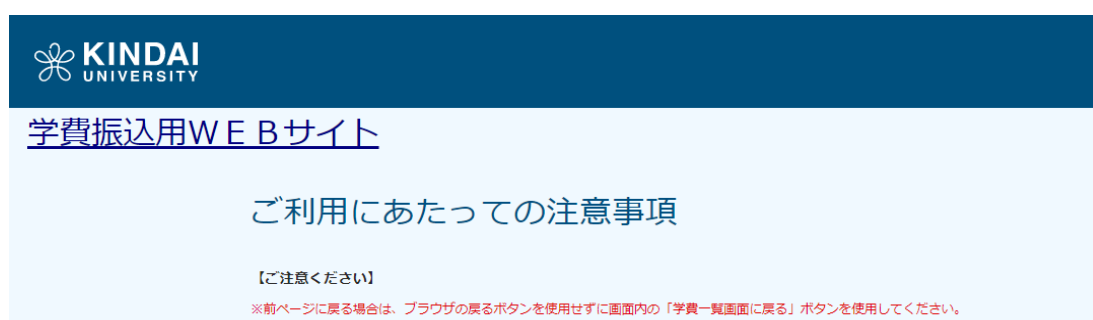 KINDAI
UNIVERSITY
学費振込用ＷＥＢサイト
ご利用にあたっての注意事項
【ご注意ください】
※前ページに戻る場合は、ブラウザの戻るボタンを使用せずに画面内の「学費一覧画面に戻る」ボタンを使用してください。